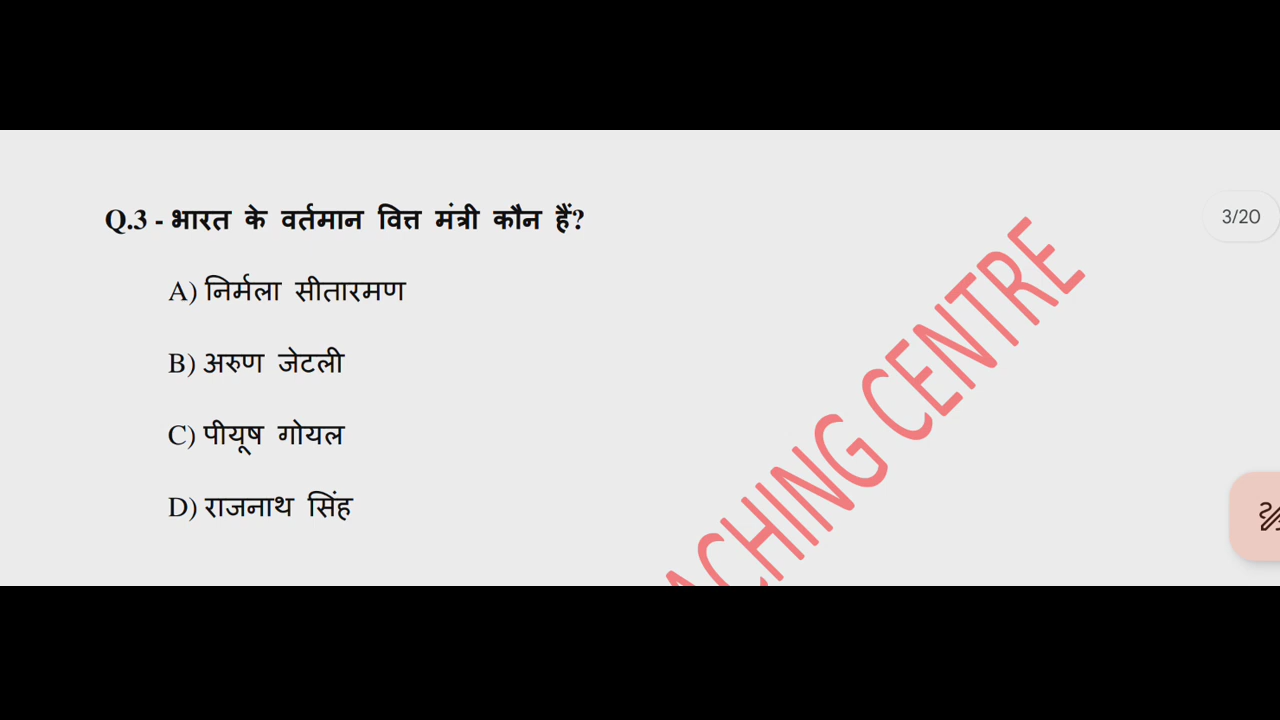 Q.3 - भारत के वर्तमान वित्त मंत्री कौन हैं?
3/20
A) निर्मला सीतारमण
B) अरुण जेटली
C) पीयूष गोयल
D) राजनाथ सिंह
CHING CENTRE